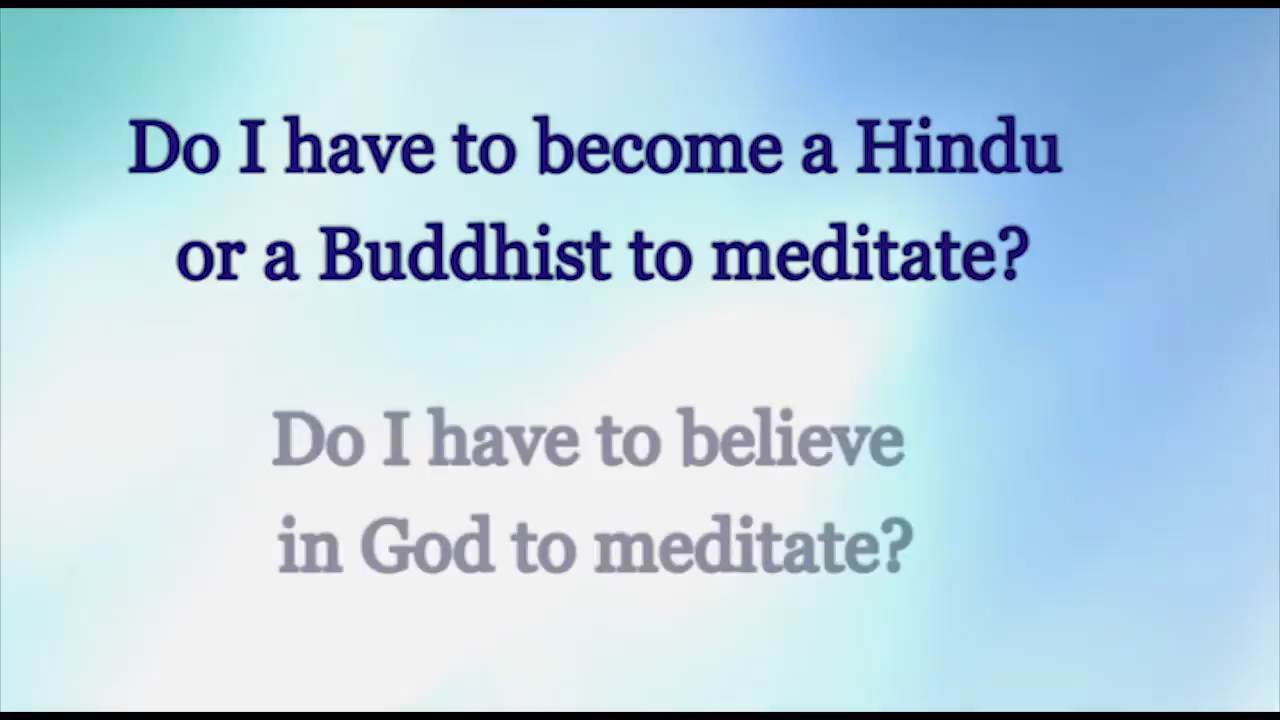 Do I have to become a Hindu
or a Buddhist to meditate?
Do I have to believe
in God to meditate?